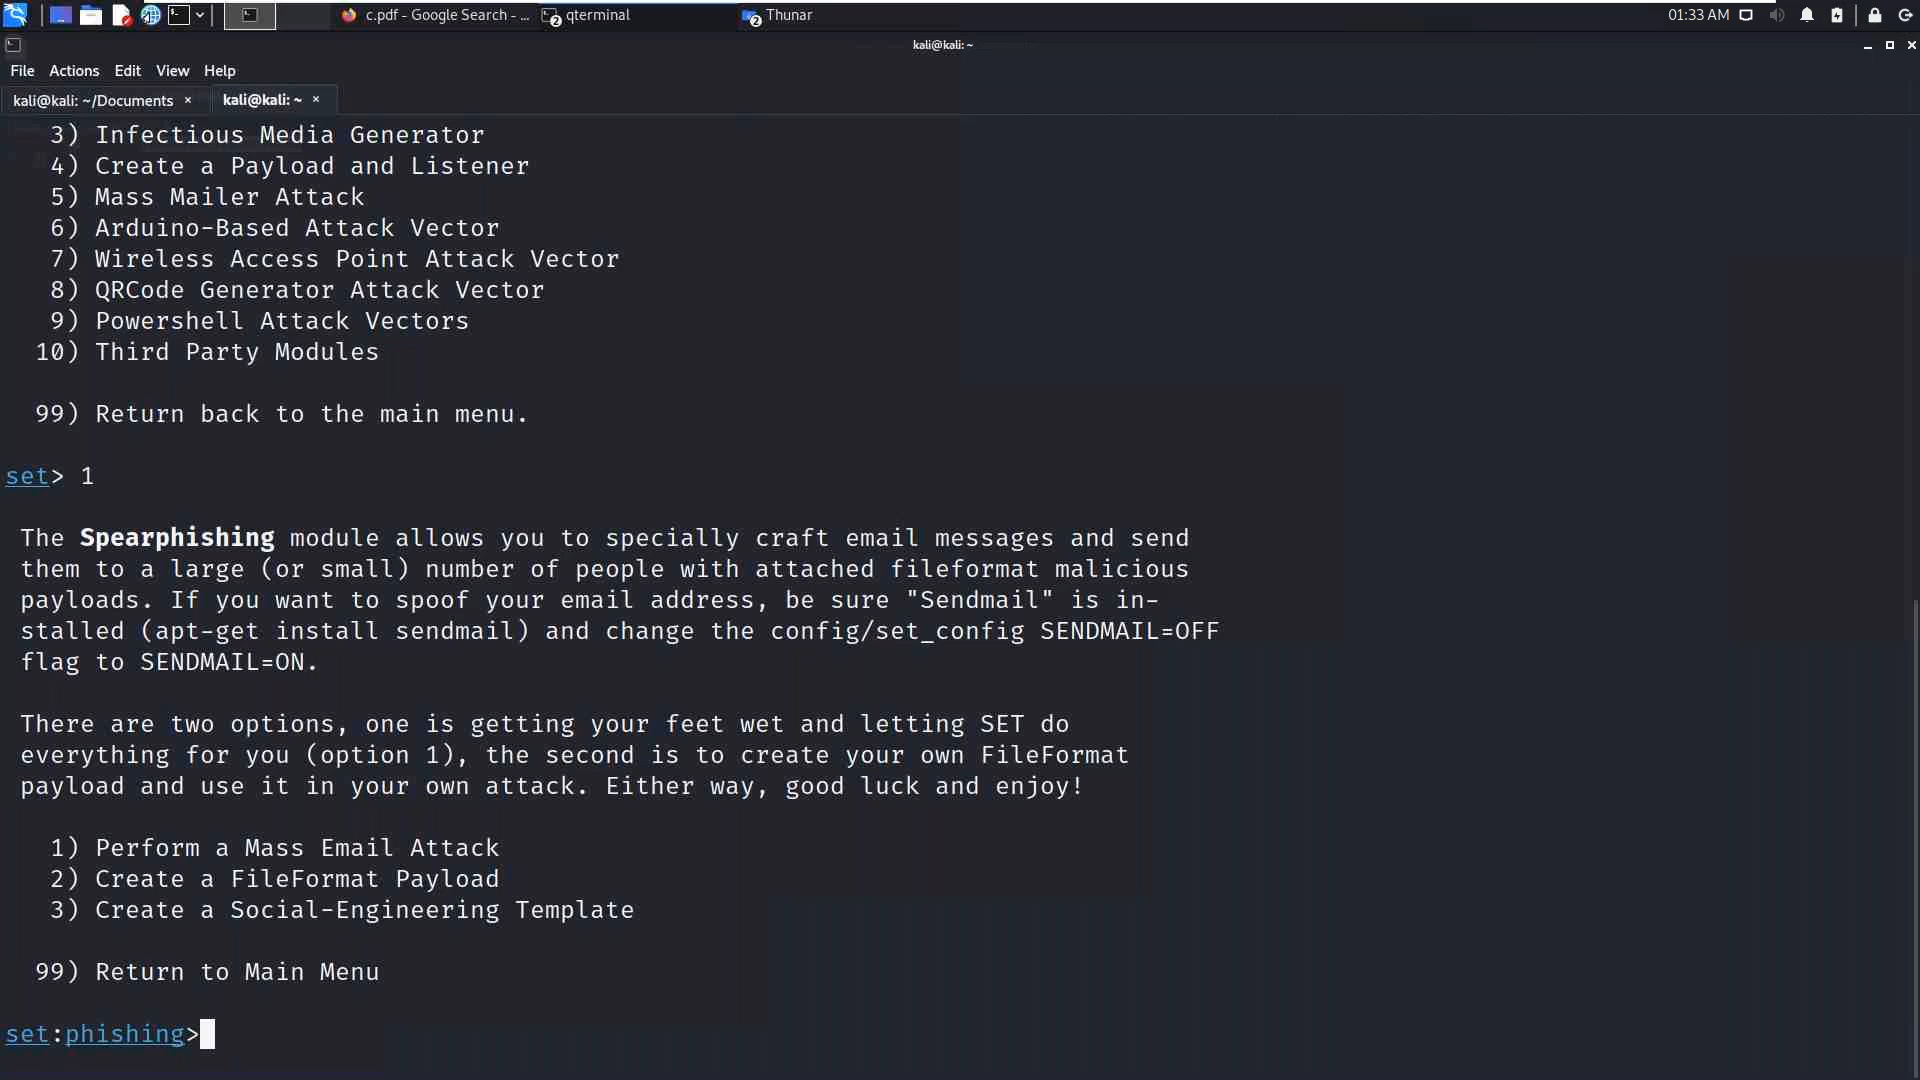 c.pdf - Google Search - ...
qterminal
Thunar
01:33 AM
kali@kali: ~
File Actions Edit View Help
kali@kali: ~/Documents
kali@kali: ~
3) Infectious Media Generator
4) Create a Payload and Listener
5) Mass Mailer Attack
6) Arduino-Based Attack Vector
7) Wireless Access Point Attack Vector
8) QRCode Generator Attack Vector
9) Powershell Attack Vectors
10) Third Party Modules
99) Return back to the main menu.
set> 1
The Spearphishing module allows you to specially craft email messages and send
them to a large (or small) number of people with attached fileformat malicious
payloads. If you want to spoof your email address, be sure "Sendmail" is in-
stalled (apt-get install sendmail) and change the config/set_config SENDMAIL=OFF
flag to SENDMAIL=ON.
There are two options, one is getting your feet wet and letting SET do
everything for you (option 1), the second is to create your own FileFormat
payload and use it in your own attack. Either way, good luck and enjoy!
1) Perform a Mass Email Attack
2) Create a FileFormat Payload
3) Create a Social-Engineering Template
99) Return to Main Menu
set:phishing>